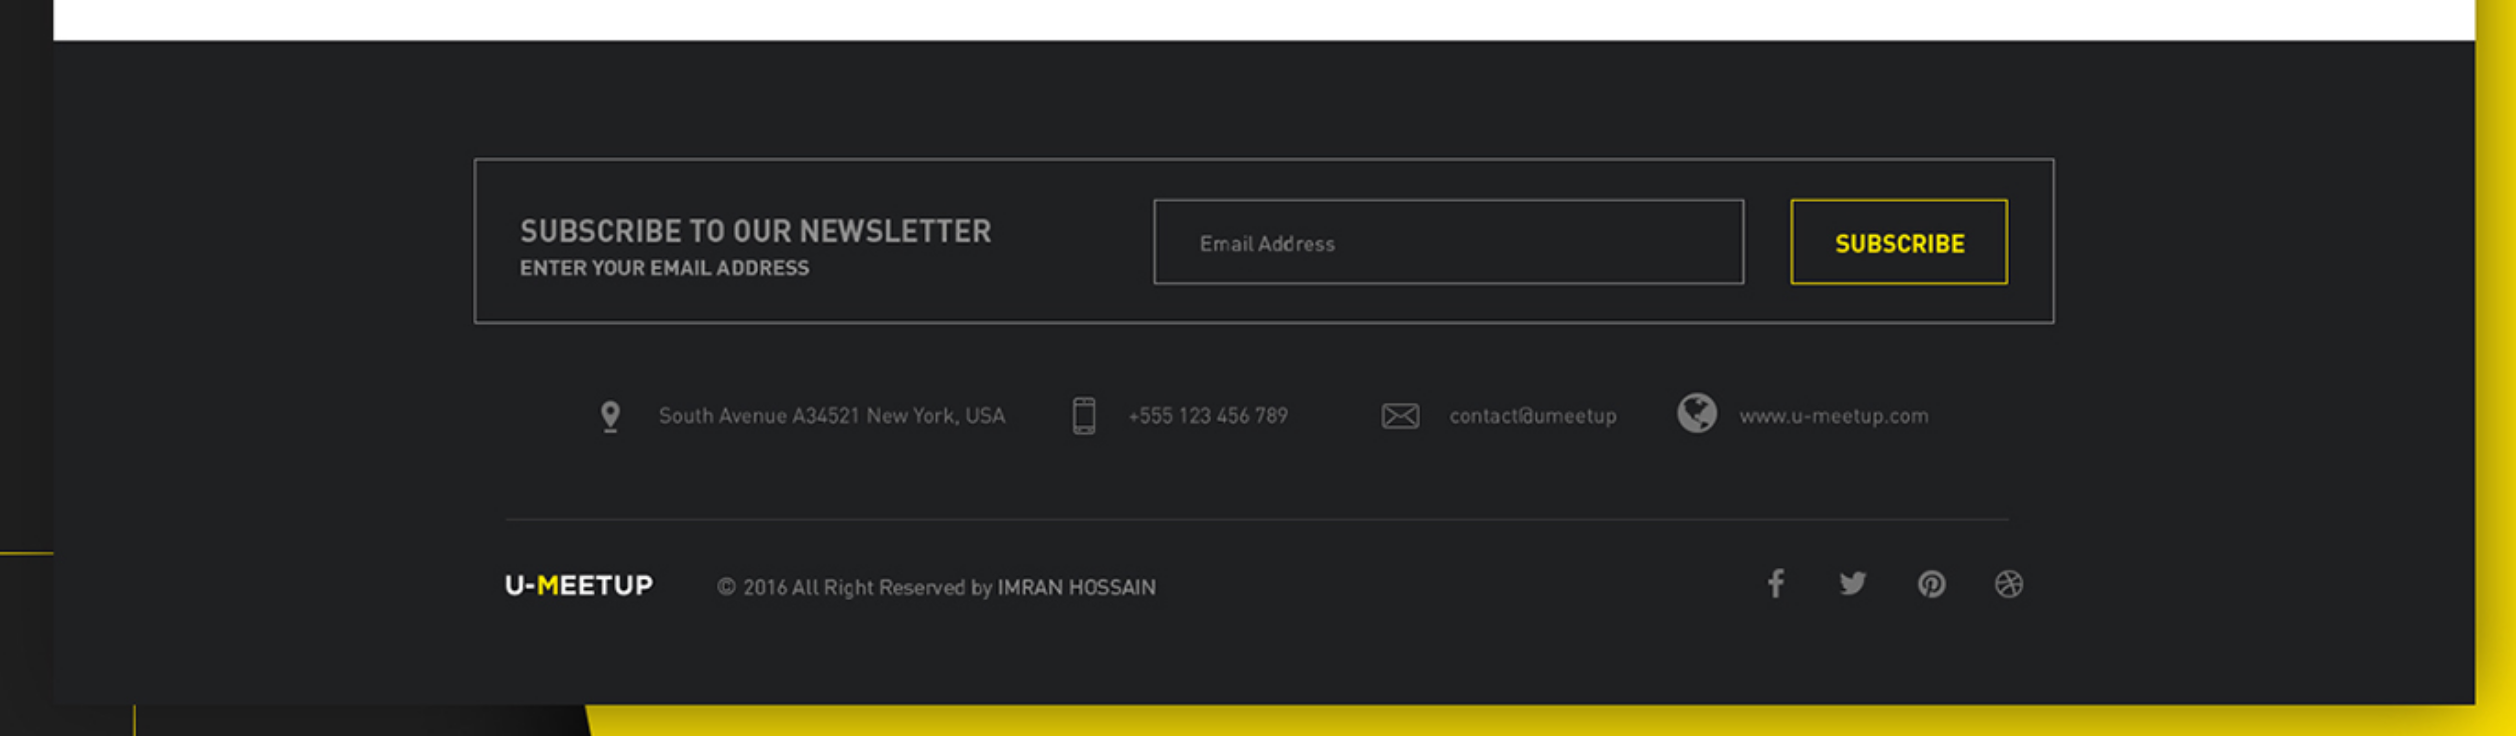 SUBSCRIBE TO OUR NEWSLETTER
ENTER YOUR EMAIL ADDRESS
Email Address
SUBSCRIBE
South Avenue A34521 New York, USA
+555 123 456 789
contact@umeetup
www.u-meetup.com
U-MEETUP
© 2016 All Right Reserved by IMRAN HOSSAIN